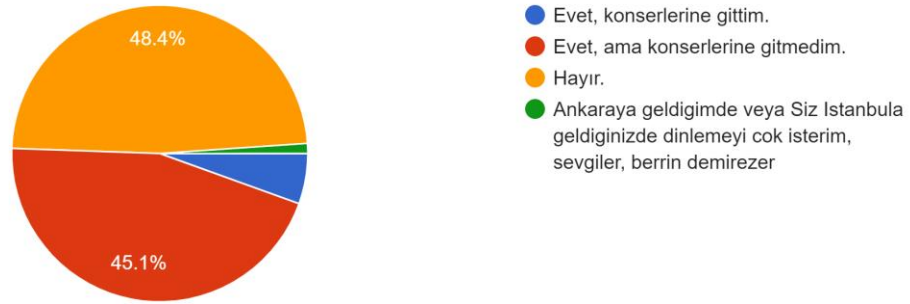 48.4%
45.1%
Evet, konserlerine gittim.
Evet, ama konserlerine gitmedim.
Hayır.
Ankaraya geldigimde veya Siz Istanbula
geldiginizde dinlemeyi cok isterim,
sevgiler, berrin demirezer